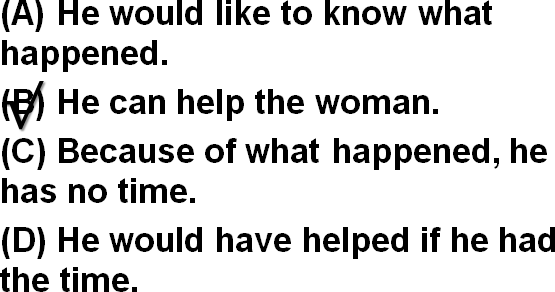 (A) He would like to know what
happened.
(B) He can help the woman.
(C) Because of what happened, he
has no time.
(D) He would have helped if he had
the time.